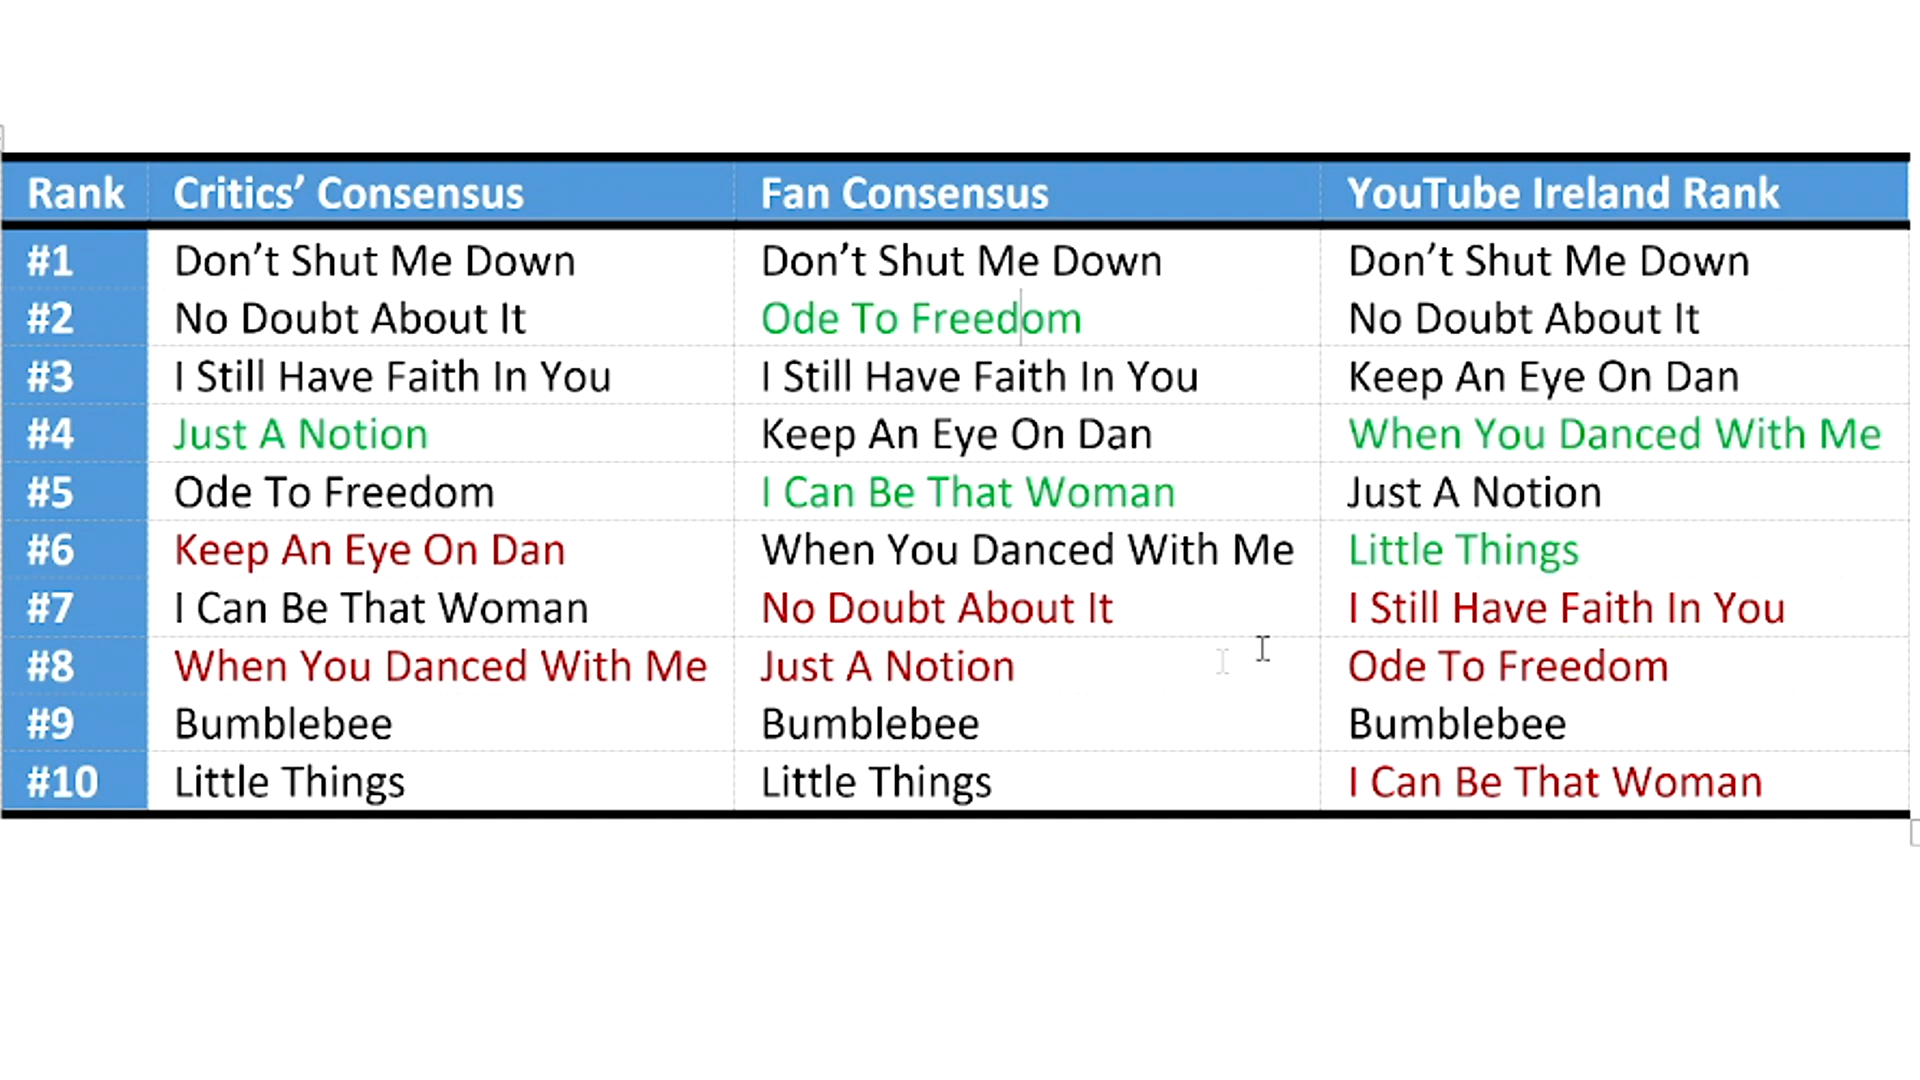 Rank Critics’ Consensus Fan Consensus YouTube Ireland Rank
#1 Don’t Shut Me Down Don’t Shut Me Down Don’t Shut Me Down
#2 No Doubt About It Ode To Freedom No Doubt About It
#3 I Still Have Faith In You I Still Have Faith In You Keep An Eye On Dan
#4 Just A Notion Keep An Eye On Dan When You Danced With Me
#5 Ode To Freedom I Can Be That Woman Just A Notion
#6 Keep An Eye On Dan When You Danced With Me Little Things
#7 I Can Be That Woman No Doubt About It I Still Have Faith In You
#8 When You Danced With Me Just A Notion Ode To Freedom
#9 Bumblebee Bumblebee Bumblebee
#10 Little Things Little Things I Can Be That Woman